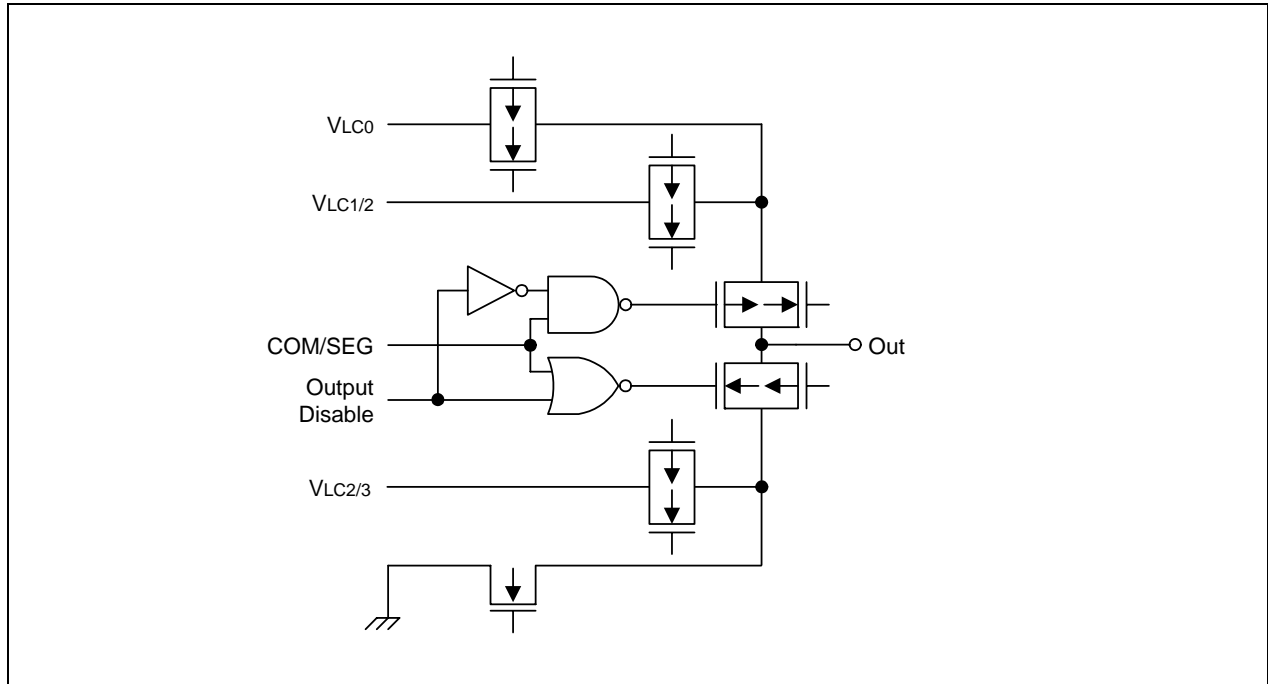 VLC0
VLC1/2
COM/SEG
Out
Output
Disable
VLC2/3